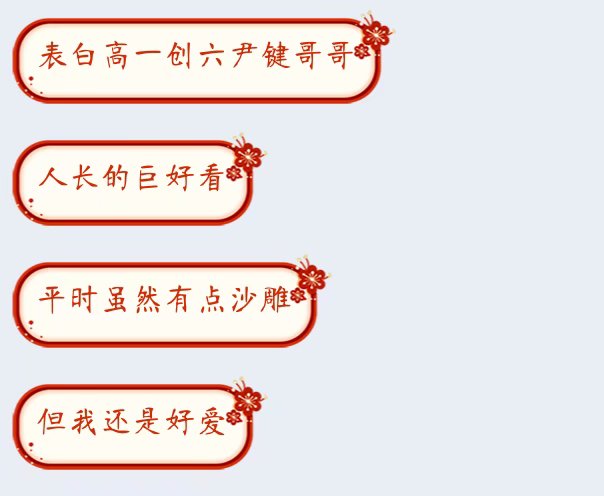 表白高一创六尹键哥哥
人长的巨好看
平时虽然有点沙雕
但我还是好爱